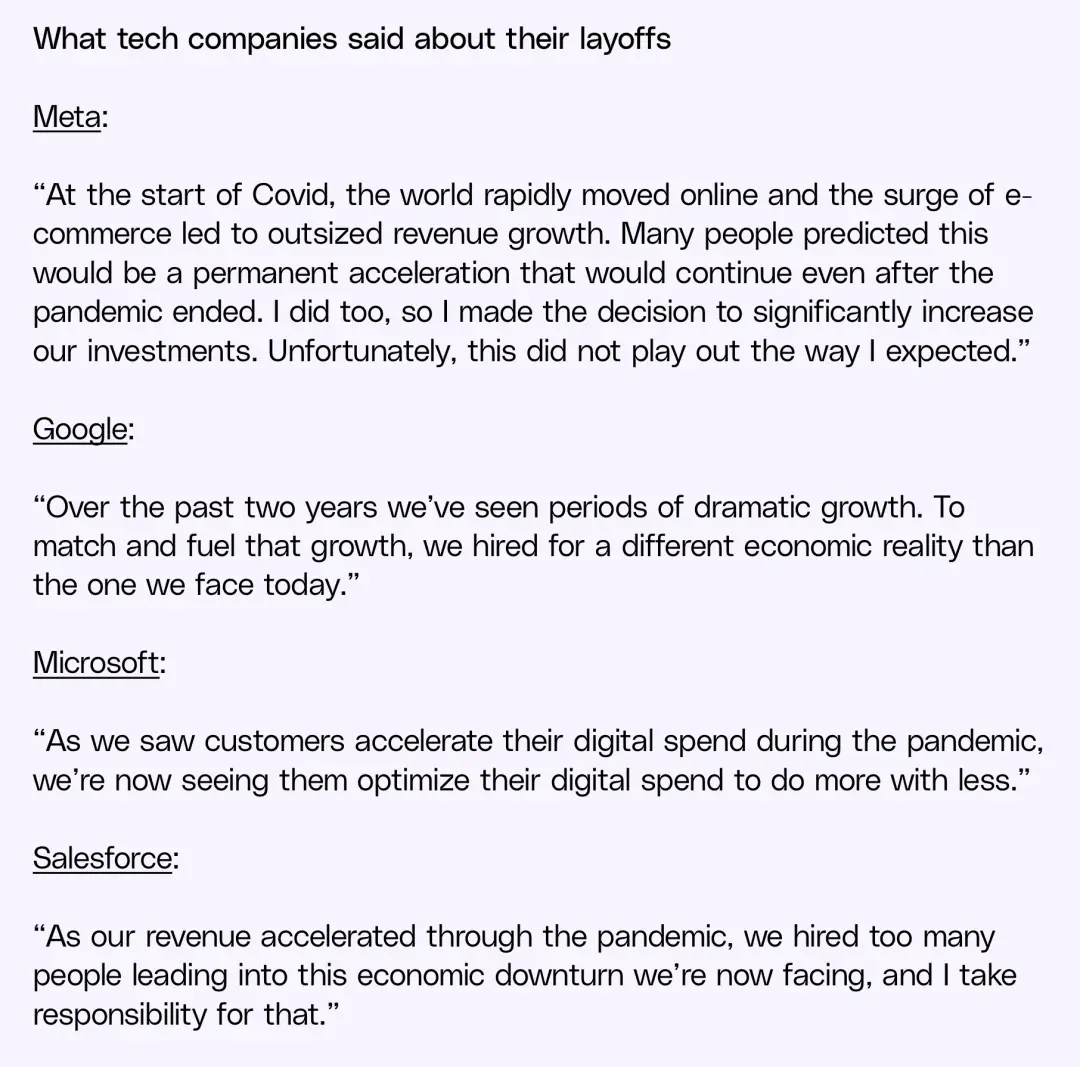 What tech companies said about their layoffs
Meta:
“At the start of Covid, the world rapidly moved online and the surge of e-
commerce led to outsized revenue growth. Many people predicted this
would be a permanent acceleration that would continue even after the
pandemic ended. I did too, so I made the decision to significantly increase
our investments. Unfortunately, this did not play out the way I expected.”
Google:
“Over the past two years we’ve seen periods of dramatic growth. To
match and fuel that growth, we hired for a different economic reality than
the one we face today.”
Microsoft:
“As we saw customers accelerate their digital spend during the pandemic,
we’re now seeing them optimize their digital spend to do more with less.”
Salesforce:
“As our revenue accelerated through the pandemic, we hired too many
people leading into this economic downturn we’re now facing, and I take
responsibility for that.”